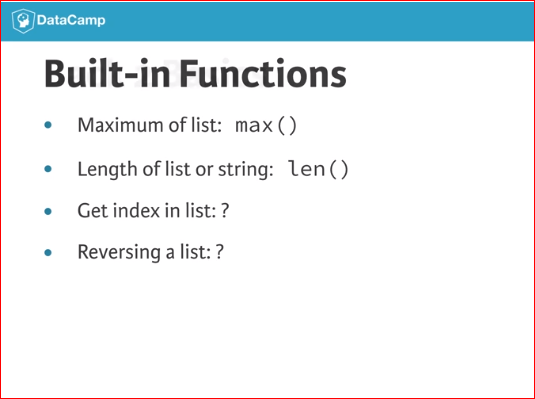 DataCamp
Built-in Functions
• Maximum of list: max()
• Length of list or string: len()
• Get index in list: ?
• Reversing a list: ?